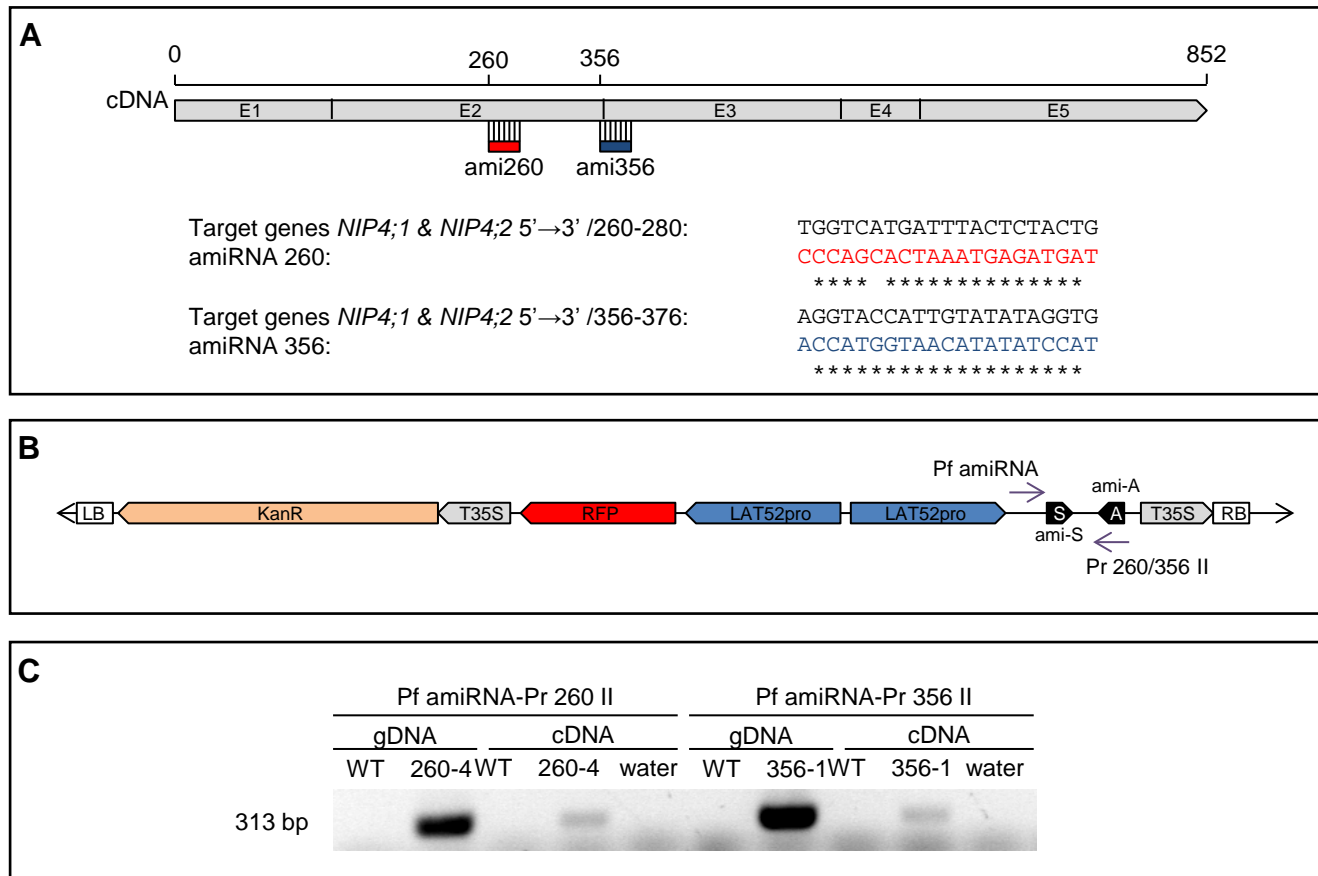 A
0 260 356 852
cDNA E1 E2 E3 E4 E5
ami260 ami356
Target genes NIP4;1 & NIP4;2 5’→3’ /260-280: TGGTCATGATTTACTCTACTG
amiRNA 260: CCCAGCACTAAATGAGATGAT
**** ***************
Target genes NIP4;1 & NIP4;2 5’→3’ /356-376: AGGTACCATTGTATATAGGTG
amiRNA 356: ACCATGGTAACATATATCCAT
*******************
B
Pf amiRNA
ami-A
LB KanR T35S RFP LAT52pro LAT52pro S A T35S RB
ami-S
Pr 260/356 II
C
Pf amiRNA-Pr 260 II Pf amiRNA-Pr 356 II
gDNA cDNA gDNA cDNA
WT 260-4 WT 260-4 water WT 356-1 WT 356-1 water
313 bp